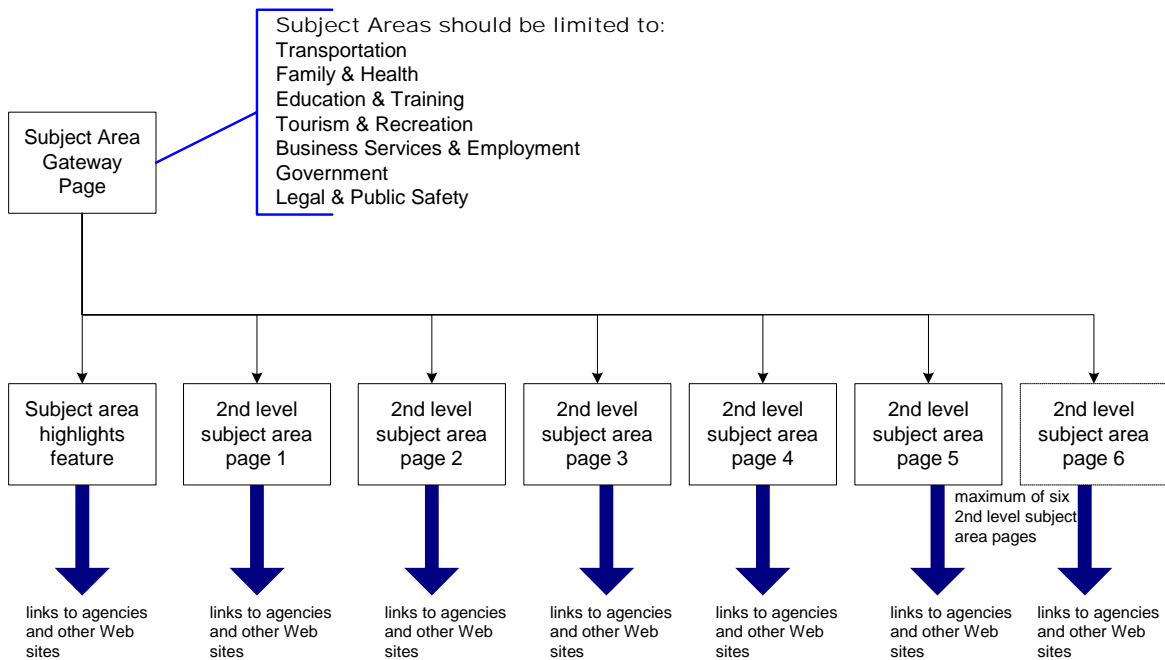 Subject Areas should be limited to:
Transportation
Family & Health
Education & Training
Tourism & Recreation
Business Services & Employment
Government
Legal & Public Safety
Subject Area
Gateway
Page
Subject area
highlights
feature
2nd level
subject area
page 1
2nd level
subject area
page 2
2nd level
subject area
page 3
2nd level
subject area
page 4
2nd level
subject area
page 5
2nd level
subject area
page 6
maximum of six
2nd level subject
area pages
links to agencies
and other Web
sites
links to agencies
and other Web
sites
links to agencies
and other Web
sites
links to agencies
and other Web
sites
links to agencies
and other Web
sites
links to agencies
and other Web
sites
links to agencies
and other Web
sites